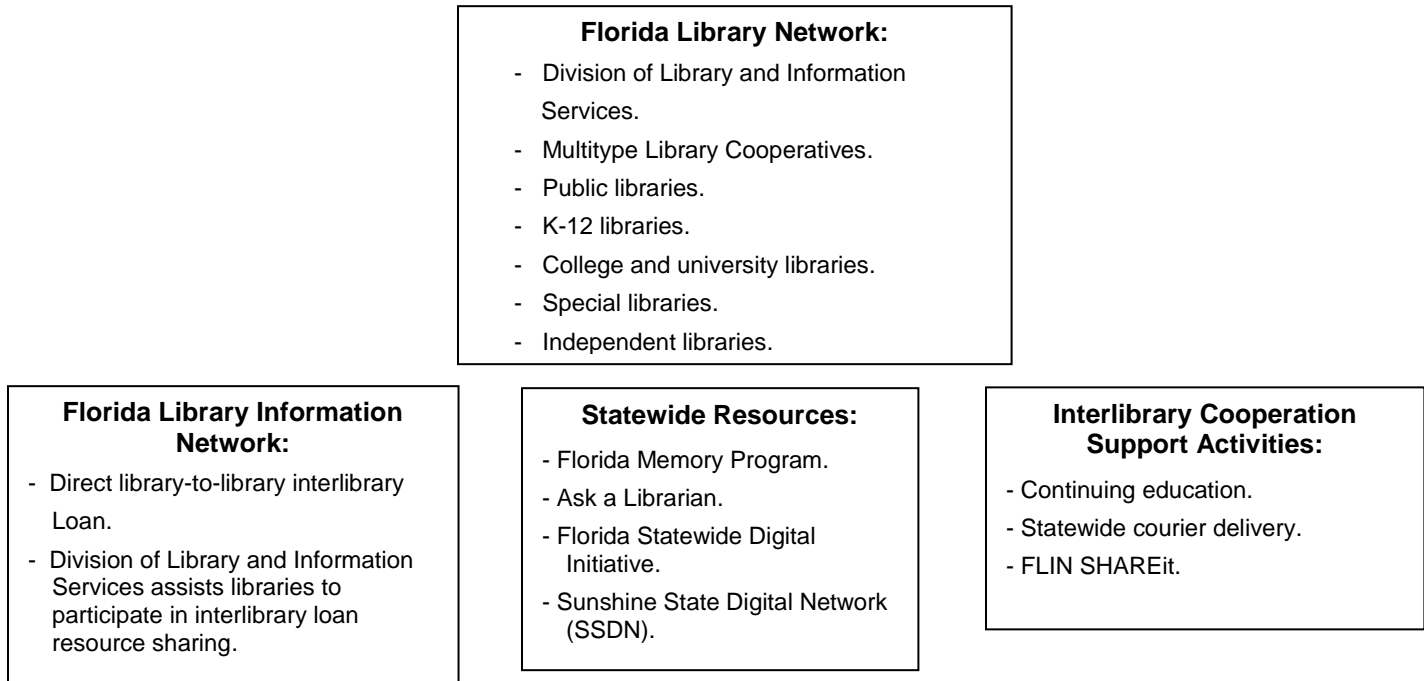 Florida Library Network:
- Division of Library and Information
Services.
- Multitype Library Cooperatives.
- Public libraries.
- K-12 libraries.
- College and university libraries.
- Special libraries.
- Independent libraries.
Florida Library Information
Network:
- Direct library-to-library interlibrary
Loan.
- Division of Library and Information
Services assists libraries to
participate in interlibrary loan
resource sharing.
Statewide Resources:
- Florida Memory Program.
- Ask a Librarian.
- Florida Statewide Digital
Initiative.
- Sunshine State Digital Network
(SSDN).
Interlibrary Cooperation
Support Activities:
- Continuing education.
- Statewide courier delivery.
- FLIN SHAREit.